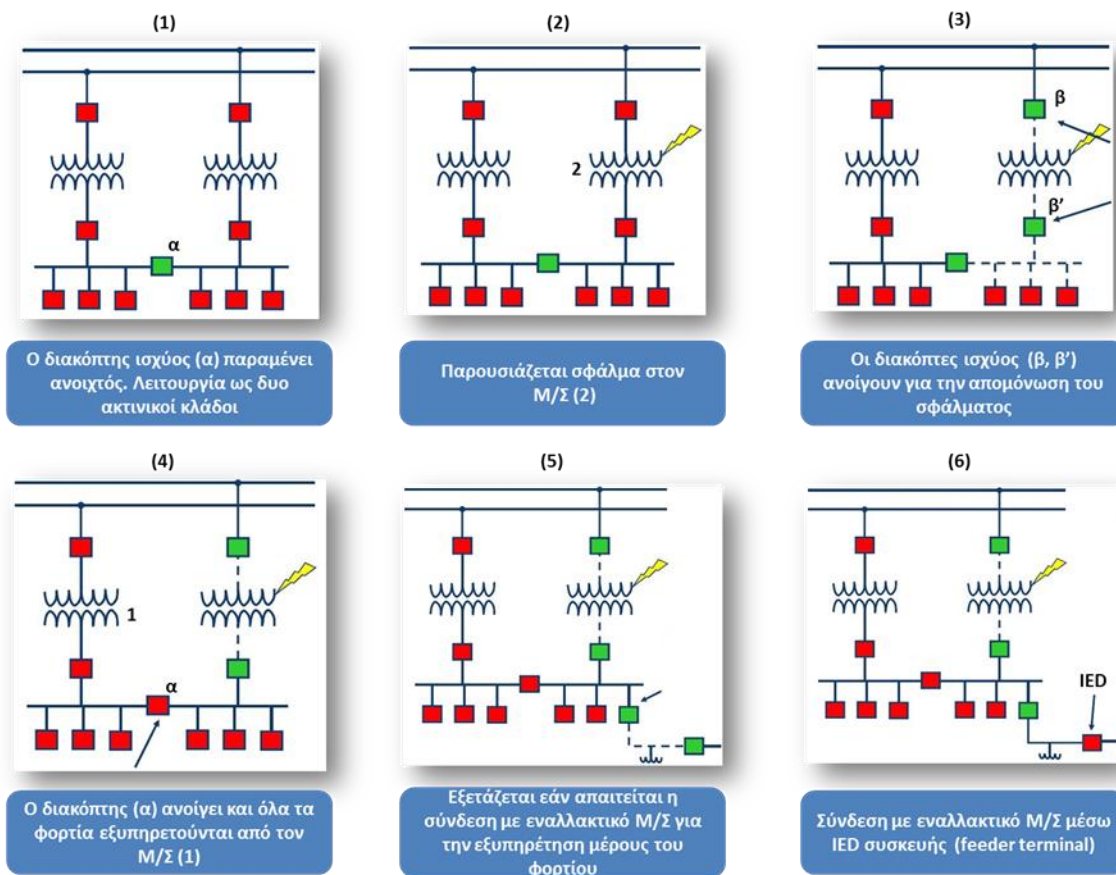 (1)
α
Ο διακόπτης ισχύος (α) παραμένει
ανοιχτός. Λειτουργία ως δυο
ακτινικοί κλάδοι
(2)
2
Παρουσιάζεται σφάλμα στον
Μ/Σ (2)
(3)
β
β’
Οι διακόπτες ισχύος (β, β’)
ανοίγουν για την απομόνωση του
σφάλματος
(4)
1
α
Ο διακόπτης (α) ανοίγει και όλα τα
φορτία εξυπηρετούνται από τον
Μ/Σ (1)
(5)
Εξετάζεται εάν απαιτείται η
σύνδεση με εναλλακτικό Μ/Σ για
την εξυπηρέτηση μέρους του
φορτίου
(6)
IED
Σύνδεση με εναλλακτικό Μ/Σ μέσω
IED συσκευής (feeder terminal)